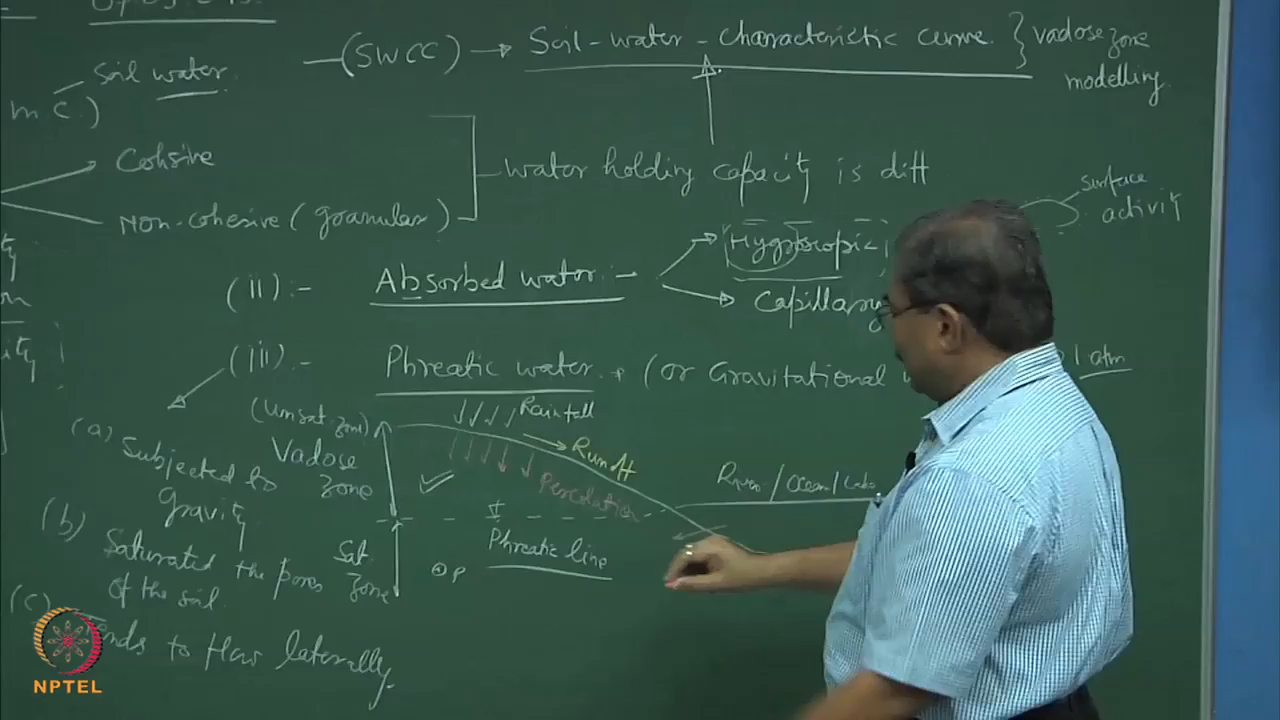 (SWCC) → Soil-water-characteristic curve } vadose zone
modelling
Soil water
m.c.)
Cohsive
Non-cohesive (granular)
water holding capacity is diff
Surface
activity
(ii) :- Absorbed water :- Hygroscopic
Capillary
(iii) :- Phreatic water + (or Gravitational
1 atm
(a) Subjected to
gravity
(b) Saturated the pores
of the soil.
(c) Tends to flow laterally
(Unsat. zone)
Vadose
zone
Sat.
zone
Rainfall
Runoff
Percolation
River / Ocean / Lake
Phreatic line
P
NPTEL